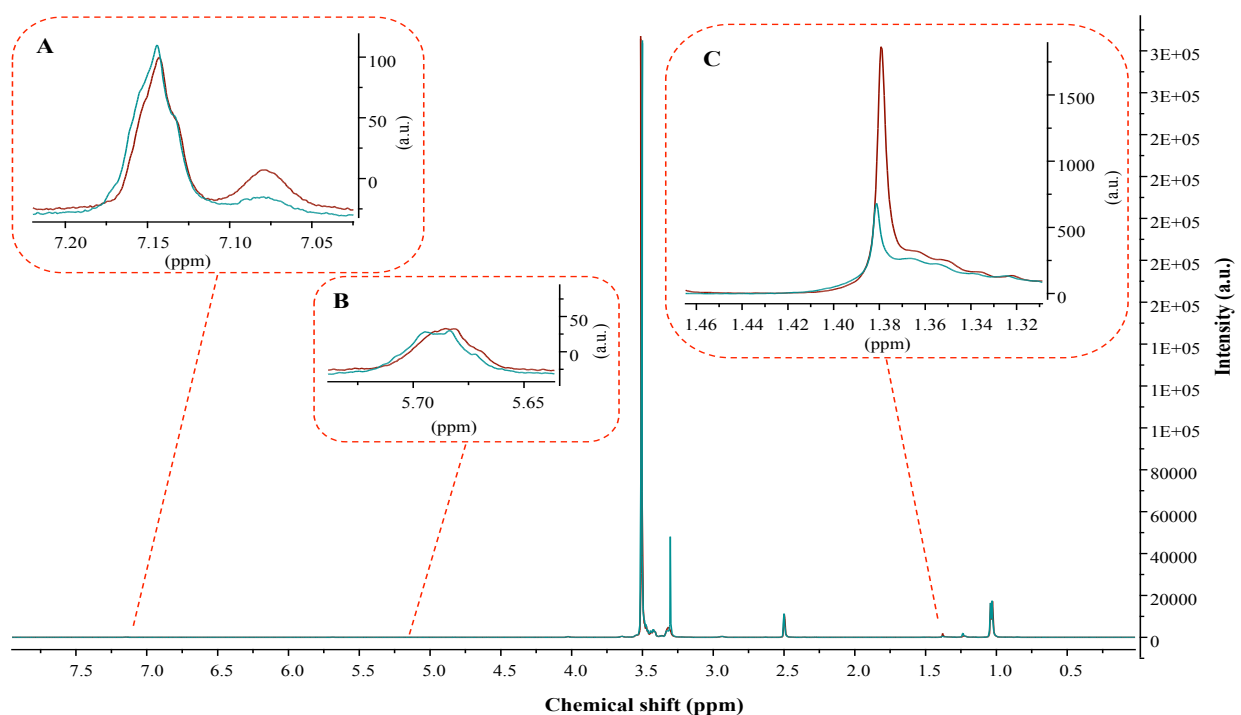 A
100
50
0
(a.u.)
7.20 7.15 7.10 7.05
(ppm)
B
50
0
(a.u.)
5.70 5.65
(ppm)
C
1500
1000
500
0
(a.u.)
1.46 1.44 1.42 1.40 1.38 1.36 1.34 1.32
(ppm)
3E+05
3E+05
2E+05
2E+05
2E+05
2E+05
2E+05
1E+05
1E+05
1E+05
80000
60000
40000
20000
0
Intensity (a.u.)
7.5 7.0 6.5 6.0 5.5 5.0 4.5 4.0 3.5 3.0 2.5 2.0 1.5 1.0 0.5
Chemical shift (ppm)